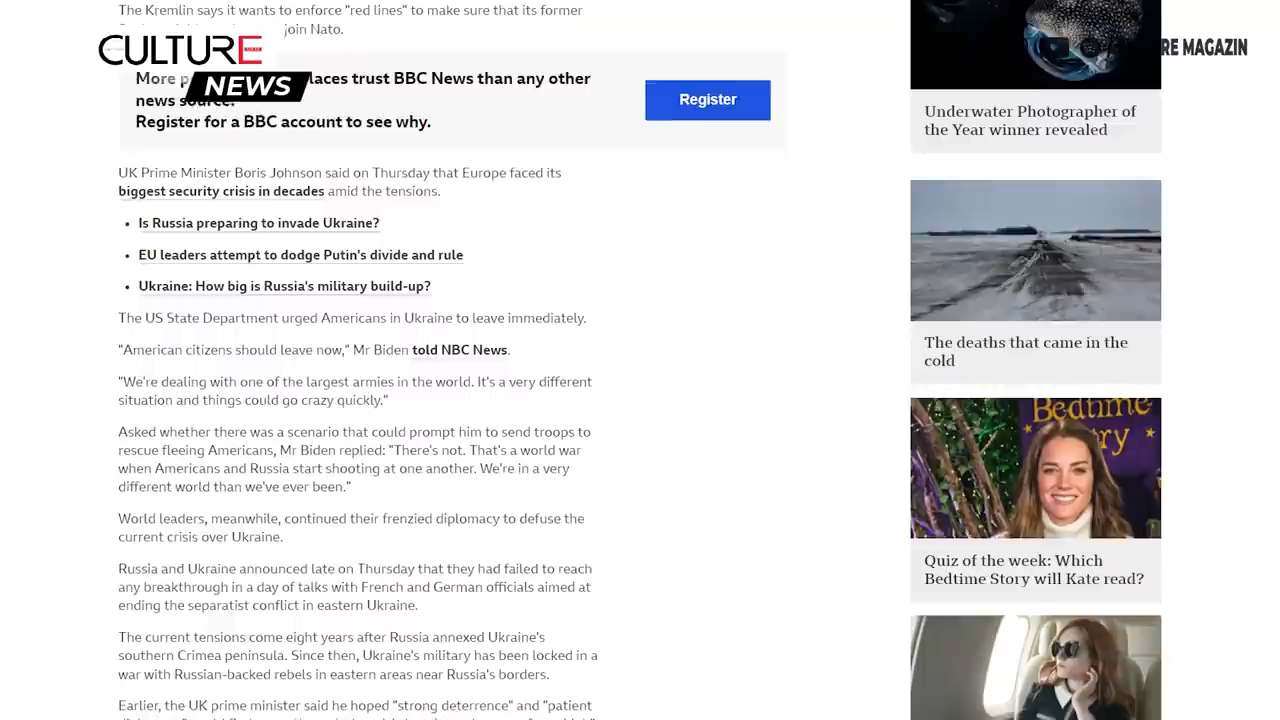 The Kremlin says it wants to enforce "red lines" to make sure that its former
join Nato.
CULTURE
NEWS
RE MAGAZIN
More p laces trust BBC News than any other
news source.
Register for a BBC account to see why.
Register
UK Prime Minister Boris Johnson said on Thursday that Europe faced its
biggest security crisis in decades amid the tensions.
• Is Russia preparing to invade Ukraine?
• EU leaders attempt to dodge Putin's divide and rule
• Ukraine: How big is Russia's military build-up?
The US State Department urged Americans in Ukraine to leave immediately.
"American citizens should leave now," Mr Biden told NBC News.
"We're dealing with one of the largest armies in the world. It's a very different
situation and things could go crazy quickly."
Asked whether there was a scenario that could prompt him to send troops to
rescue fleeing Americans, Mr Biden replied: "There's not. That's a world war
when Americans and Russia start shooting at one another. We're in a very
different world than we've ever been."
World leaders, meanwhile, continued their frenzied diplomacy to defuse the
current crisis over Ukraine.
Russia and Ukraine announced late on Thursday that they had failed to reach
any breakthrough in a day of talks with French and German officials aimed at
ending the separatist conflict in eastern Ukraine.
The current tensions come eight years after Russia annexed Ukraine's
southern Crimea peninsula. Since then, Ukraine's military has been locked in a
war with Russian-backed rebels in eastern areas near Russia's borders.
Earlier, the UK prime minister said he hoped "strong deterrence" and "patient
Underwater Photographer of
the Year winner revealed
The deaths that came in the
cold
Bedtime
ry
Quiz of the week: Which
Bedtime Story will Kate read?